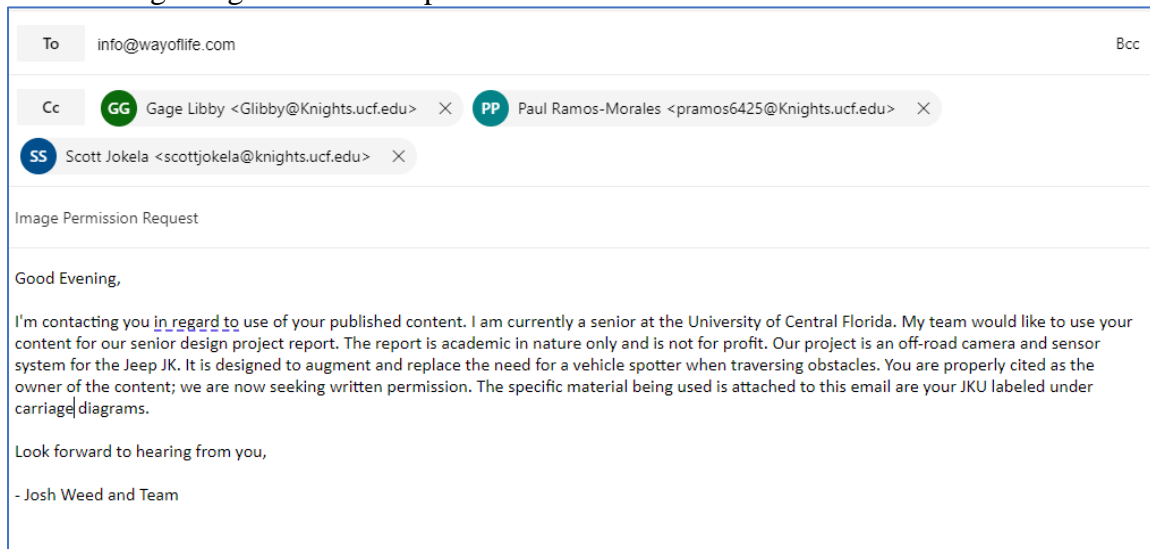 To info@wayoflife.com Bcc
Cc GG Gage Libby <Glibby@Knights.ucf.edu> PP Paul Ramos-Morales <pramos6425@Knights.ucf.edu>
SS Scott Jokela <scottjokela@knights.ucf.edu>
Image Permission Request
Good Evening,
I'm contacting you in regard to use of your published content. I am currently a senior at the University of Central Florida. My team would like to use your
content for our senior design project report. The report is academic in nature only and is not for profit. Our project is an off-road camera and sensor
system for the Jeep JK. It is designed to augment and replace the need for a vehicle spotter when traversing obstacles. You are properly cited as the
owner of the content; we are now seeking written permission. The specific material being used is attached to this email are your JKU labeled under
carriage diagrams.
Look forward to hearing from you,
- Josh Weed and Team